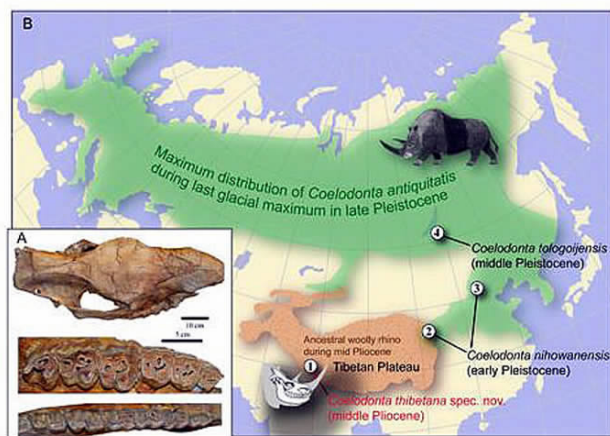 B
Maximum distribution of Coelodonta antiquitatis
during last glacial maximum in late Pleistocene
4
Coelodonta tologoijensis
(middle Pleistocene)
A
10 cm
5 cm
3
Ancestral woolly rhino
during mid Pliocene
2
Coelodonta nihowanensis
(early Pleistocene)
1
Tibetan Plateau
Coelodonta thibetana spec. nov.
(middle Pliocene)